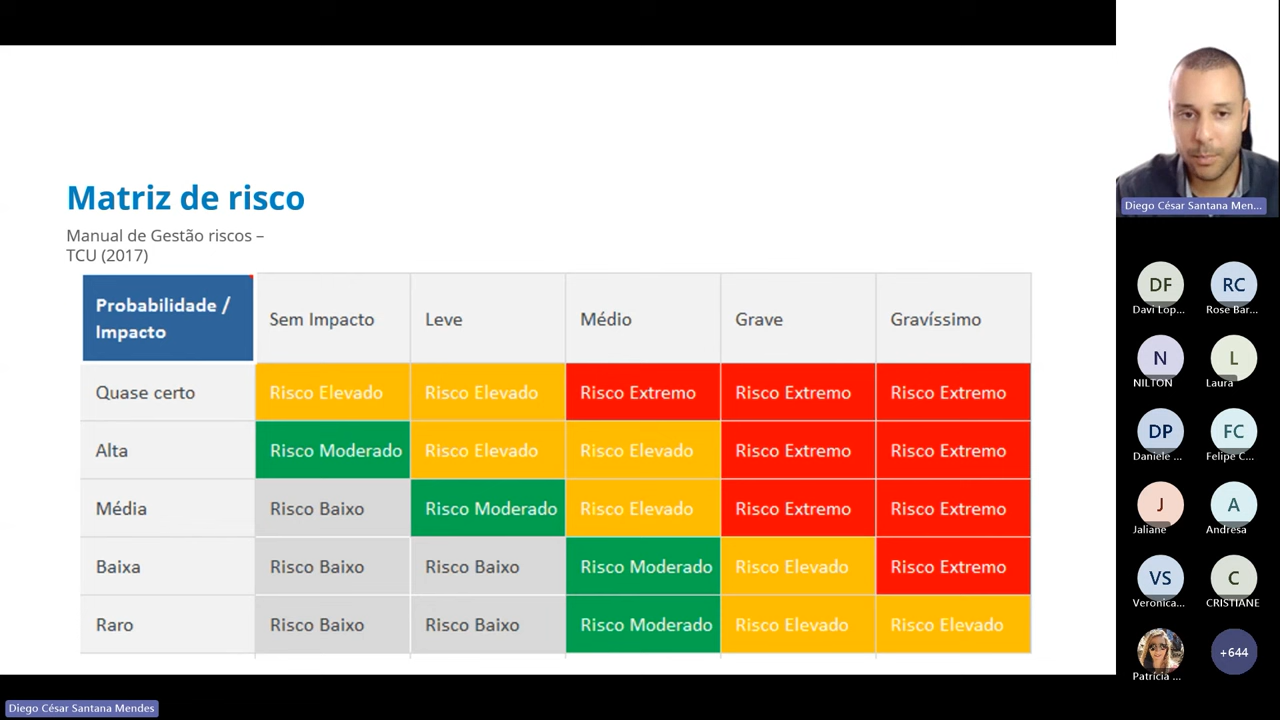 Matriz de risco
Manual de Gestão riscos –
TCU (2017)
Probabilidade /
Impacto
Sem Impacto
Leve
Médio
Grave
Gravíssimo
Quase certo
Risco Elevado
Risco Elevado
Risco Extremo
Risco Extremo
Risco Extremo
Alta
Risco Moderado
Risco Elevado
Risco Elevado
Risco Extremo
Risco Extremo
Média
Risco Baixo
Risco Moderado
Risco Elevado
Risco Extremo
Risco Extremo
Baixa
Risco Baixo
Risco Baixo
Risco Moderado
Risco Elevado
Risco Extremo
Raro
Risco Baixo
Risco Baixo
Risco Moderado
Risco Elevado
Risco Elevado
Diego César Santana Men...
DF
Davi Lop...
RC
Rose Bar...
N
NILTON
L
Laura
DP
Daniele ...
FC
Felipe C...
J
Jaliane
A
Andresa
VS
Veronica...
C
CRISTIANE
Patrícia ...
+644
Diego César Santana Mendes